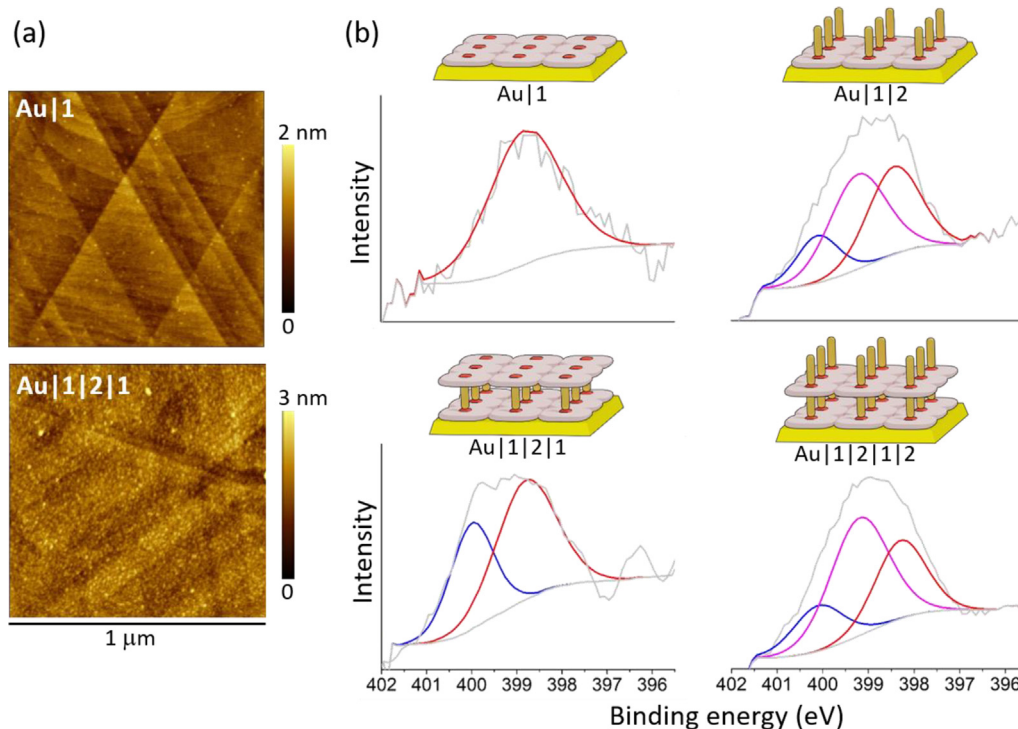 (a)
Au|1
2 nm
0
Au|1|2|1
3 nm
0
1 μm
(b)
Au|1
Au|1|2
Intensity
Au|1|2|1
Au|1|2|1|2
Intensity
402 401 400 399 398 397 396
402 401 400 399 398 397 396
Binding energy (eV)